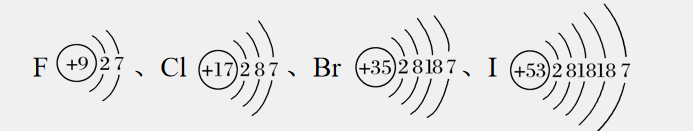 F +9 2 7 、Cl +17 2 8 7 、Br +35 2 8 18 7 、I +53 2 8 18 18 7